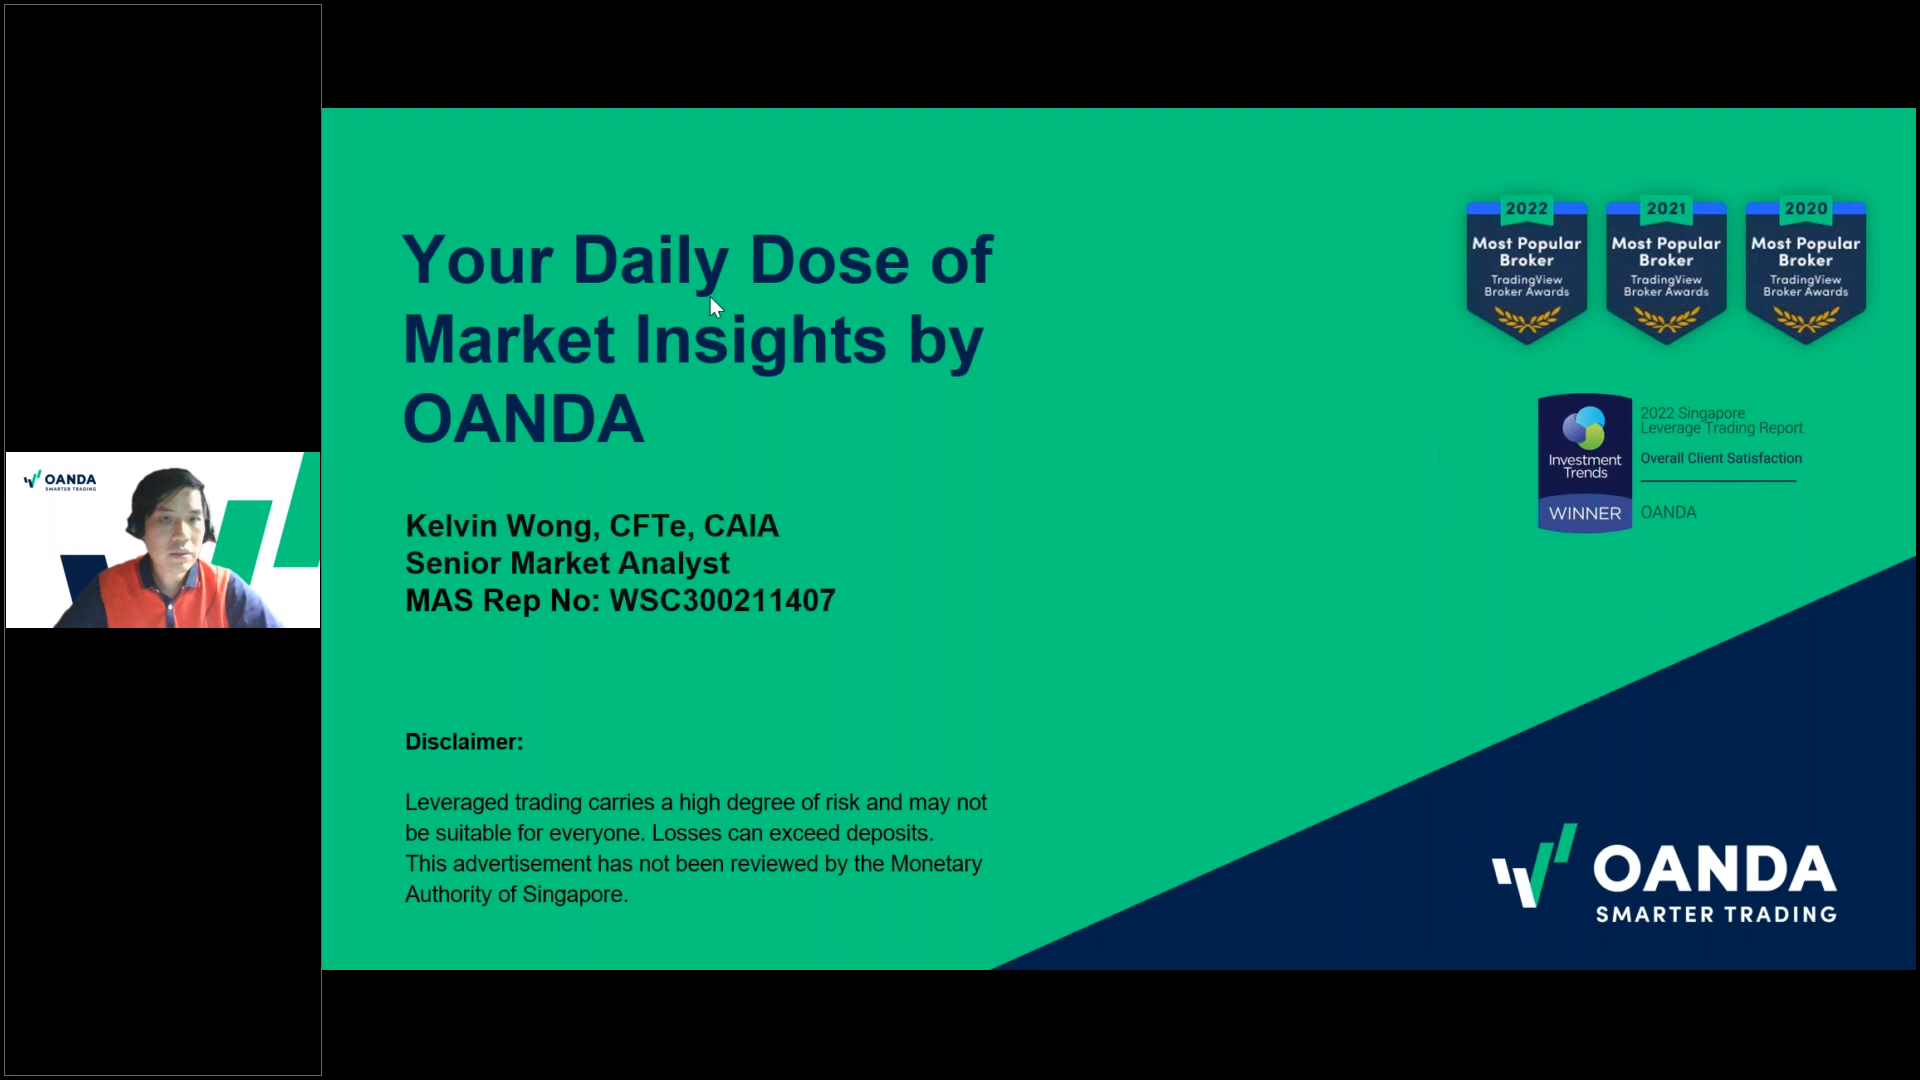 OANDA
SMARTER TRADING
Your Daily Dose of
Market Insights by
OANDA
Kelvin Wong, CFTe, CAIA
Senior Market Analyst
MAS Rep No: WSC300211407
Disclaimer:
Leveraged trading carries a high degree of risk and may not
be suitable for everyone. Losses can exceed deposits.
This advertisement has not been reviewed by the Monetary
Authority of Singapore.
2022
Most Popular
Broker
TradingView
Broker Awards
2021
Most Popular
Broker
TradingView
Broker Awards
2020
Most Popular
Broker
TradingView
Broker Awards
Investment
Trends
WINNER
2022 Singapore
Leverage Trading Report
Overall Client Satisfaction
OANDA
OANDA
SMARTER TRADING